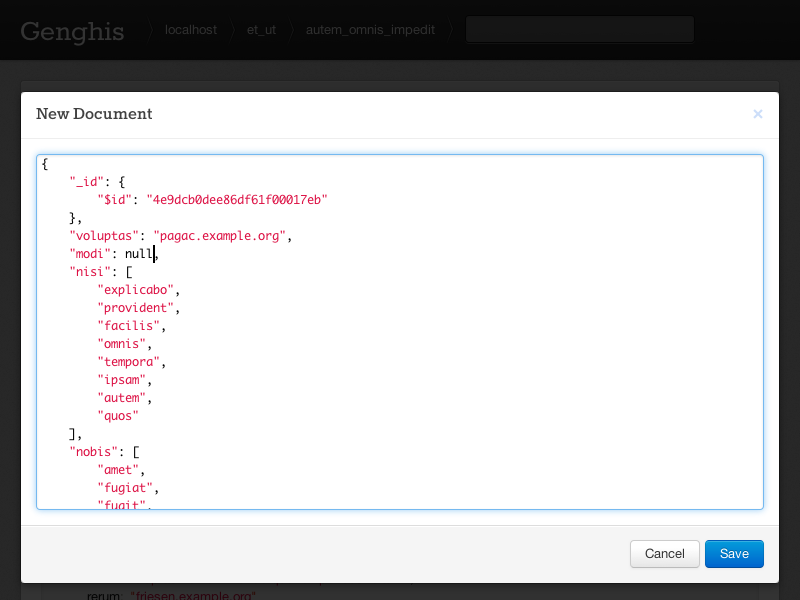 Genghis
localhost
et_ut
autem_omnis_impedit
New Document
×
{
    "_id": {
        "$id": "4e9dcb0dee86df61f00017eb"
    },
    "voluptas": "pagac.example.org",
    "modi": null,
    "nisi": [
        "explicabo",
        "provident",
        "facilis",
        "omnis",
        "tempora",
        "ipsam",
        "autem",
        "quos"
    ],
    "nobis": [
        "amet",
        "fugiat",
        "fugit",
Cancel
Save
rerum: "friesen.example.org"